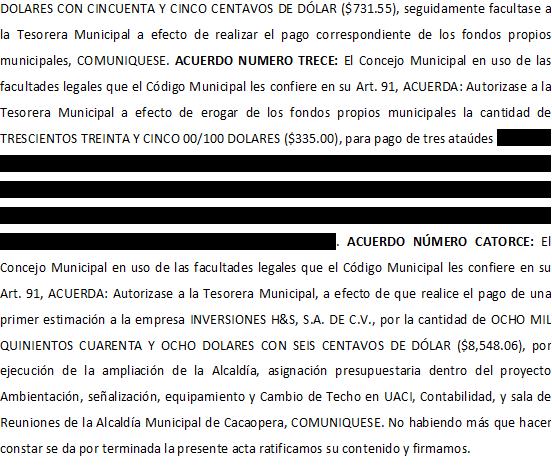 DOLARES CON CINCUENTA Y CINCO CENTAVOS DE DÓLAR ($731.55), seguidamente facultase a
la Tesorera Municipal a efecto de realizar el pago correspondiente de los fondos propios
municipales, COMUNIQUESE. ACUERDO NUMERO TRECE: El Concejo Municipal en uso de las
facultades legales que el Código Municipal les confiere en su Art. 91, ACUERDA: Autorizase a la
Tesorera Municipal a efecto de erogar de los fondos propios municipales la cantidad de
TRESCIENTOS TREINTA Y CINCO 00/100 DOLARES ($335.00), para pago de tres ataúdes
. ACUERDO NÚMERO CATORCE: El
Concejo Municipal en uso de las facultades legales que el Código Municipal les confiere en su
Art. 91, ACUERDA: Autorizase a la Tesorera Municipal, a efecto de que realice el pago de una
primer estimación a la empresa INVERSIONES H&S, S.A. DE C.V., por la cantidad de OCHO MIL
QUINIENTOS CUARENTA Y OCHO DOLARES CON SEIS CENTAVOS DE DÓLAR ($8,548.06), por
ejecución de la ampliación de la Alcaldía, asignación presupuestaria dentro del proyecto
Ambientación, señalización, equipamiento y Cambio de Techo en UACI, Contabilidad, y sala de
Reuniones de la Alcaldía Municipal de Cacaopera, COMUNIQUESE. No habiendo más que hacer
constar se da por terminada la presente acta ratificamos su contenido y firmamos.